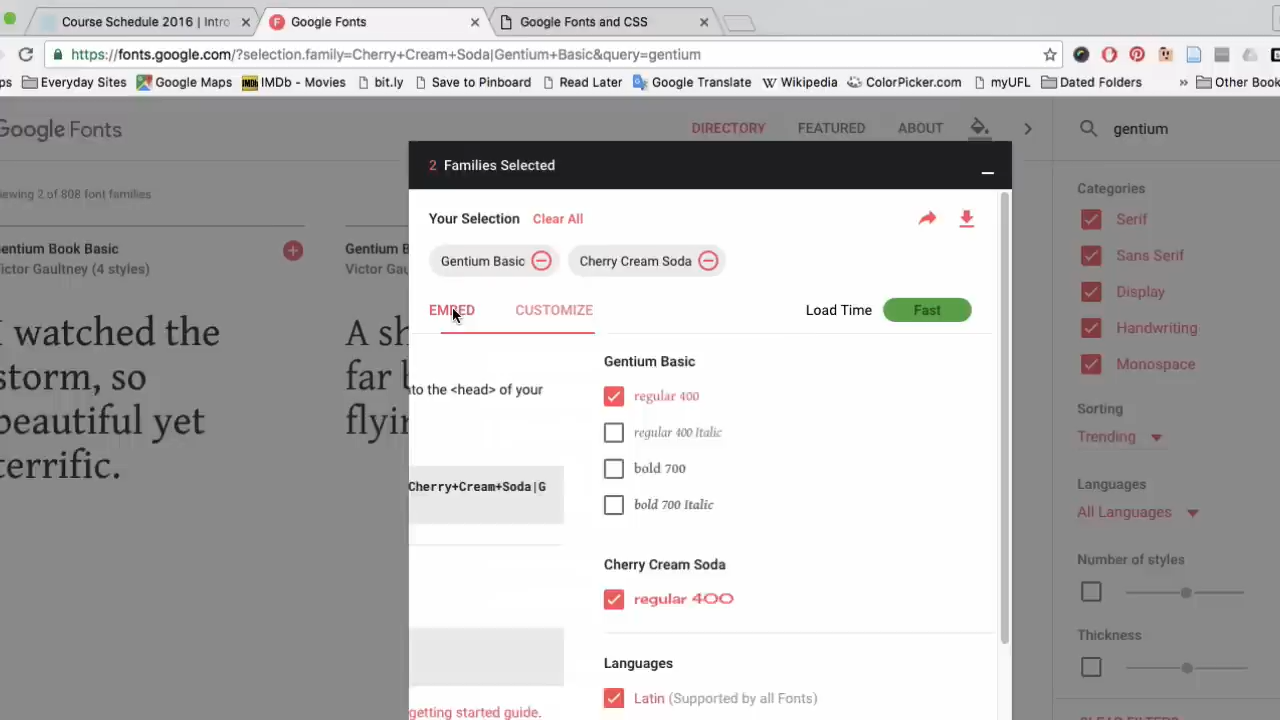 Course Schedule 2016 | Intro
Google Fonts
Google Fonts and CSS
https://fonts.google.com/?selection.family=Cherry+Cream+Soda|Gentium+Basic&query=gentium
ps Everyday Sites Google Maps IMDb - Movies bit.ly Save to Pinboard Read Later Google Translate Wikipedia ColorPicker.com myUFL Dated Folders » Other Book
Google Fonts
DIRECTORY FEATURED ABOUT
gentium
iewing 2 of 808 font families
entium Book Basic
ictor Gaultney (4 styles)
I watched the
storm, so
beautiful yet
terrific.
Gentium B
Victor Gau
A sh
far b
flyin
2 Families Selected
Your Selection Clear All
Gentium Basic
Cherry Cream Soda
EMBED CUSTOMIZE
Load Time Fast
nto the <head> of your
Cherry+Cream+Soda|G
getting started guide.
Gentium Basic
regular 400
regular 400 Italic
bold 700
bold 700 Italic
Cherry Cream Soda
regular 400
Languages
Latin (Supported by all Fonts)
Categories
Serif
Sans Serif
Display
Handwriting
Monospace
Sorting
Trending
Languages
All Languages
Number of styles
Thickness
CLEAR FILTERS